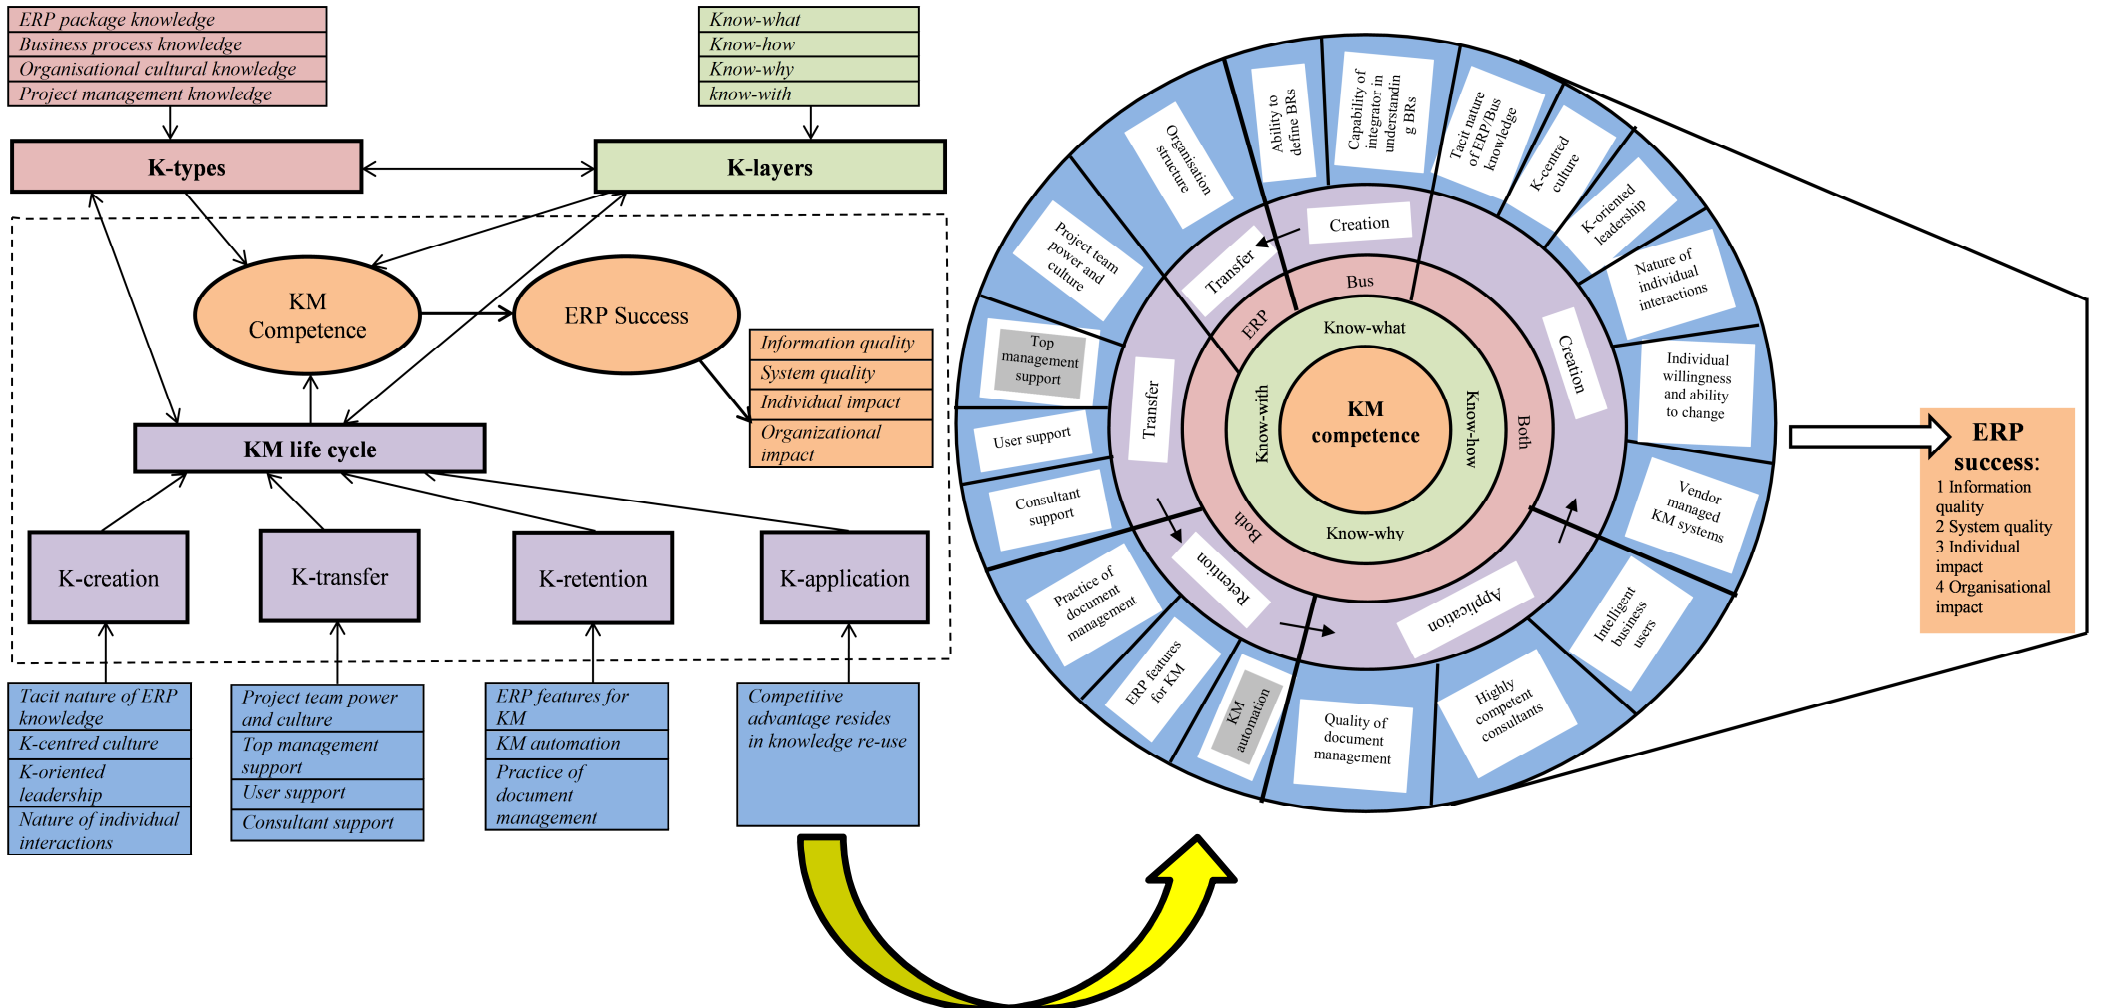 ERP package knowledge
Business process knowledge
Organisational cultural knowledge
Project management knowledge
Know-what
Know-how
Know-why
know-with
K-types
K-layers
KM
Competence
ERP Success
Information quality
System quality
Individual impact
Organizational
impact
KM life cycle
K-creation
K-transfer
K-retention
K-application
Tacit nature of ERP
knowledge
K-centred culture
K-oriented
leadership
Nature of individual
interactions
Project team power
and culture
Top management
support
User support
Consultant support
ERP features for
KM
KM automation
Practice of
document
management
Competitive
advantage resides
in knowledge re-use
Ability to
define BRs
Capability of
integrator in
understandin
g BRs
Tacit nature
of ERP/Bus
knowledge
K-centred
culture
K-oriented
leadership
Nature of
individual
interactions
Individual
willingness
and ability
to change
Vendor
managed
KM systems
Intelligent
business
users
Highly
competent
consultants
Quality of
document
management
KM
automation
ERP features
for KM
Practice of
document
management
Consultant
support
User support
Top
management
support
Project team
power and
culture
Organisation
structure
Creation
Transfer
Creation
Transfer
Retention
Application
Bus
ERP
Both
Both
Know-what
Know-how
Know-why
Know-with
KM
competence
ERP
success:
1 Information
quality
2 System quality
3 Individual
impact
4 Organisational
impact